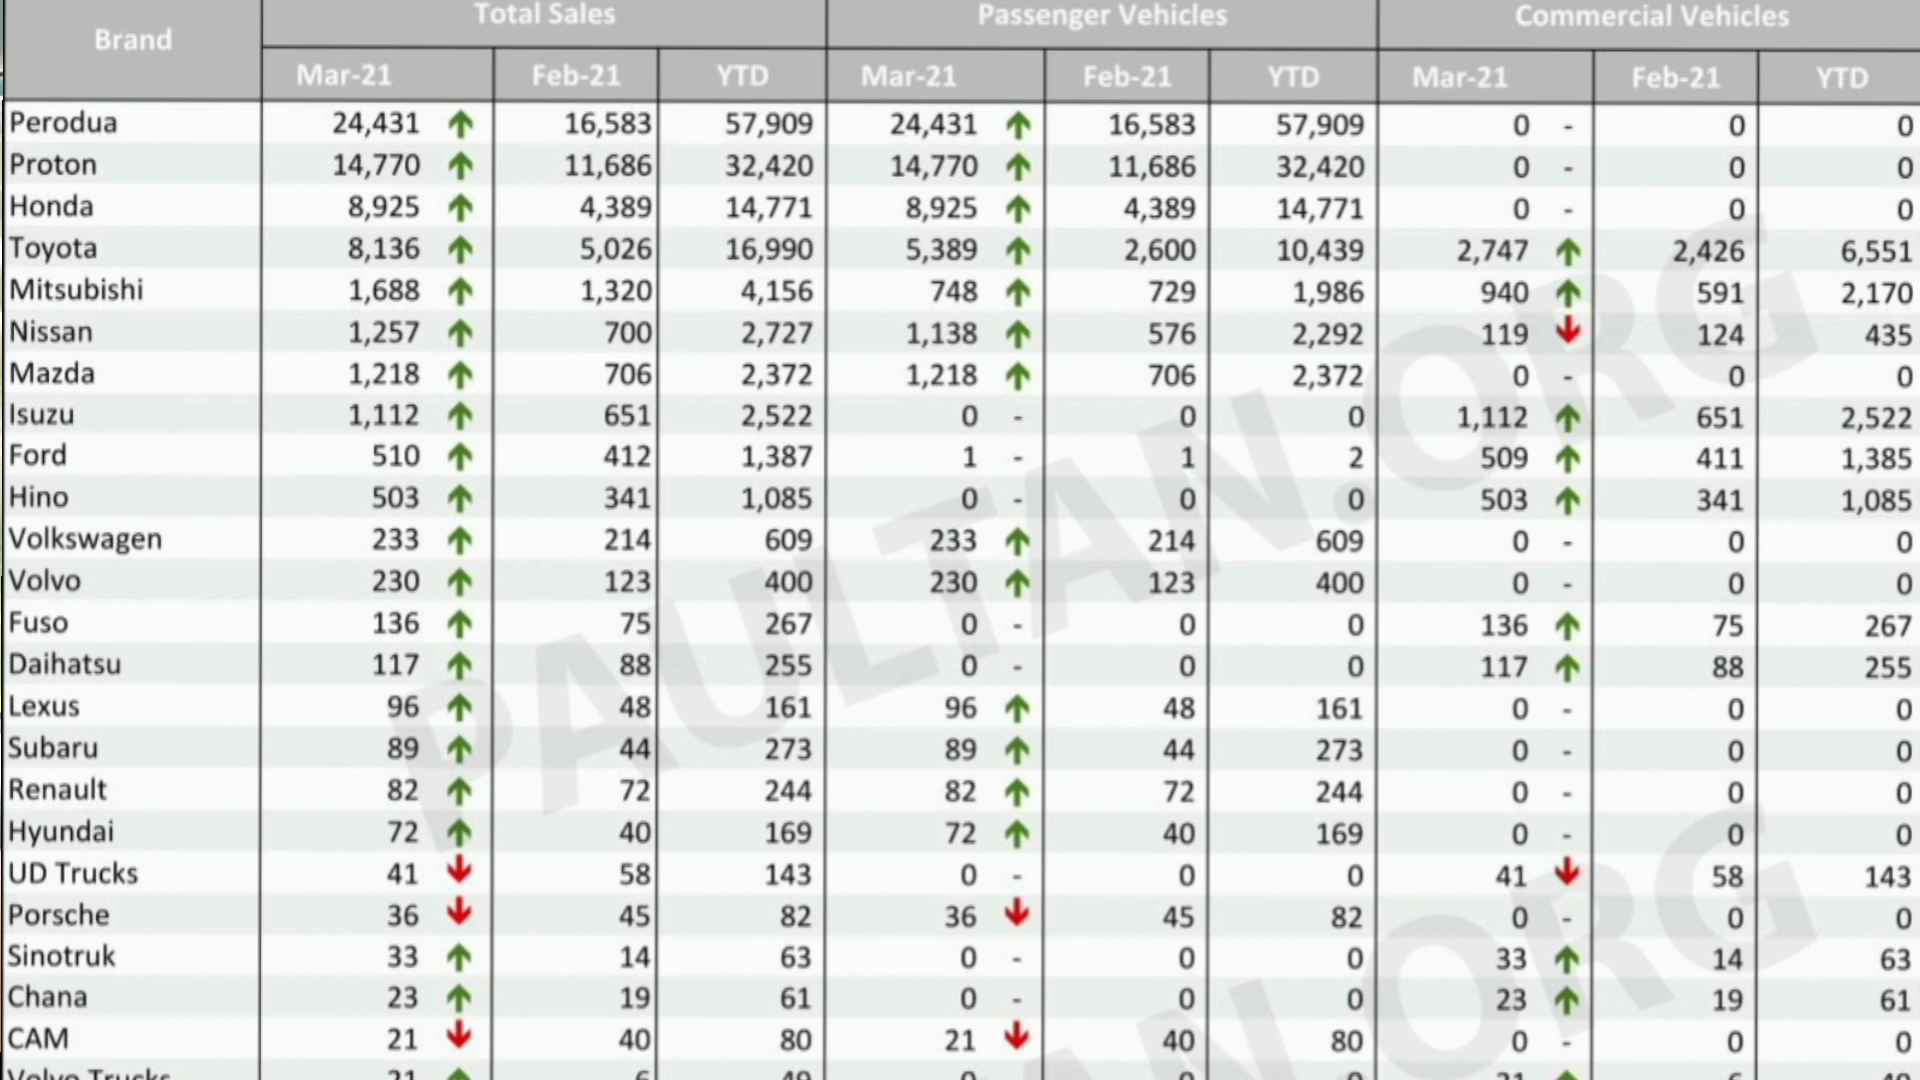 Brand Total Sales Passenger Vehicles Commercial Vehicles
Mar-21 Feb-21 YTD Mar-21 Feb-21 YTD Mar-21 Feb-21 YTD
Perodua 24,431 16,583 57,909 24,431 16,583 57,909 0 - 0 0
Proton 14,770 11,686 32,420 14,770 11,686 32,420 0 - 0 0
Honda 8,925 4,389 14,771 8,925 4,389 14,771 0 - 0 0
Toyota 8,136 5,026 16,990 5,389 2,600 10,439 2,747 2,426 6,551
Mitsubishi 1,688 1,320 4,156 748 729 1,986 940 591 2,170
Nissan 1,257 700 2,727 1,138 576 2,292 119 124 435
Mazda 1,218 706 2,372 1,218 706 2,372 0 - 0 0
Isuzu 1,112 651 2,522 0 - 0 0 1,112 651 2,522
Ford 510 412 1,387 1 - 1 2 509 411 1,385
Hino 503 341 1,085 0 - 0 0 503 341 1,085
Volkswagen 233 214 609 233 214 609 0 - 0 0
Volvo 230 123 400 230 123 400 0 - 0 0
Fuso 136 75 267 0 - 0 0 136 75 267
Daihatsu 117 88 255 0 - 0 0 117 88 255
Lexus 96 48 161 96 48 161 0 - 0 0
Subaru 89 44 273 89 44 273 0 - 0 0
Renault 82 72 244 82 72 244 0 - 0 0
Hyundai 72 40 169 72 40 169 0 - 0 0
UD Trucks 41 58 143 0 - 0 0 41 58 143
Porsche 36 45 82 36 45 82 0 - 0 0
Sinotruk 33 14 63 0 - 0 0 33 14 63
Chana 23 19 61 0 - 0 0 23 19 61
CAM 21 40 80 21 40 80 0 - 0 0
Volvo Trucks
PAULTAN.ORG